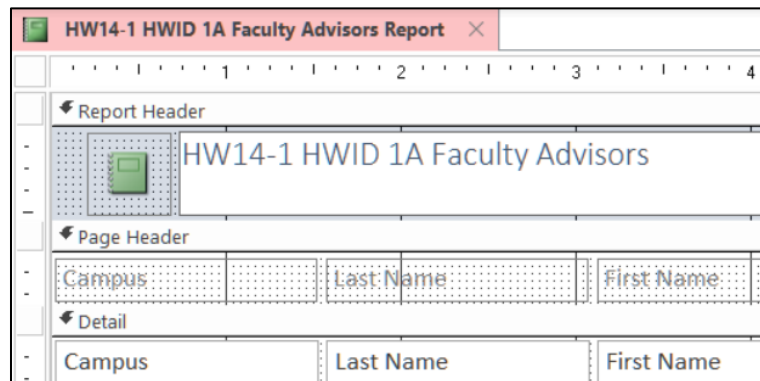 HW14-1 HWID 1A Faculty Advisors Report ×
1 2 3 4
Report Header
HW14-1 HWID 1A Faculty Advisors
Page Header
Campus Last Name First Name
Detail
Campus Last Name First Name